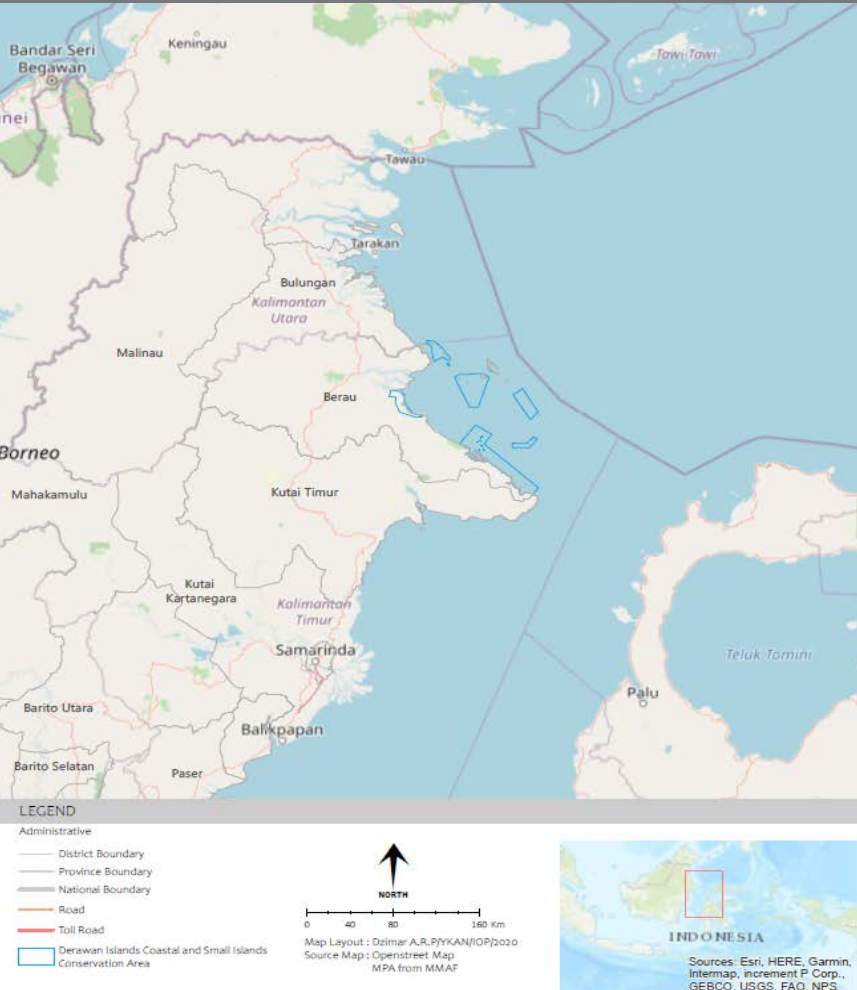 Keningau
Bandar Seri
Begawan
Tawi-Tawi
nei
Tawau
Tarakan
Bulungan
Kalimantan
Utara
Malinau
Berau
Borneo
Mahakamulu
Kutai Timur
Kutai
Kartanegara
Kalimantan
Timur
Samarinda
Teluk Tomini
Palu
Barito Utara
Balikpapan
Barito Selatan
Paser
LEGEND
Administrative
District Boundary
Province Boundary
National Boundary
Road
Toll Road
Derawan Islands Coastal and Small Islands
Conservation Area
NORTH
0 40 80 160 Km
Map Layout : Dzimar A.R.P/YKAN/IOP/2020
Source Map : Openstreet Map
MPA from MMAF
INDONESIA
Sources: Esri, HERE, Garmin,
Intermap, increment P Corp.,
GEBCO, USGS, FAO, NPS,